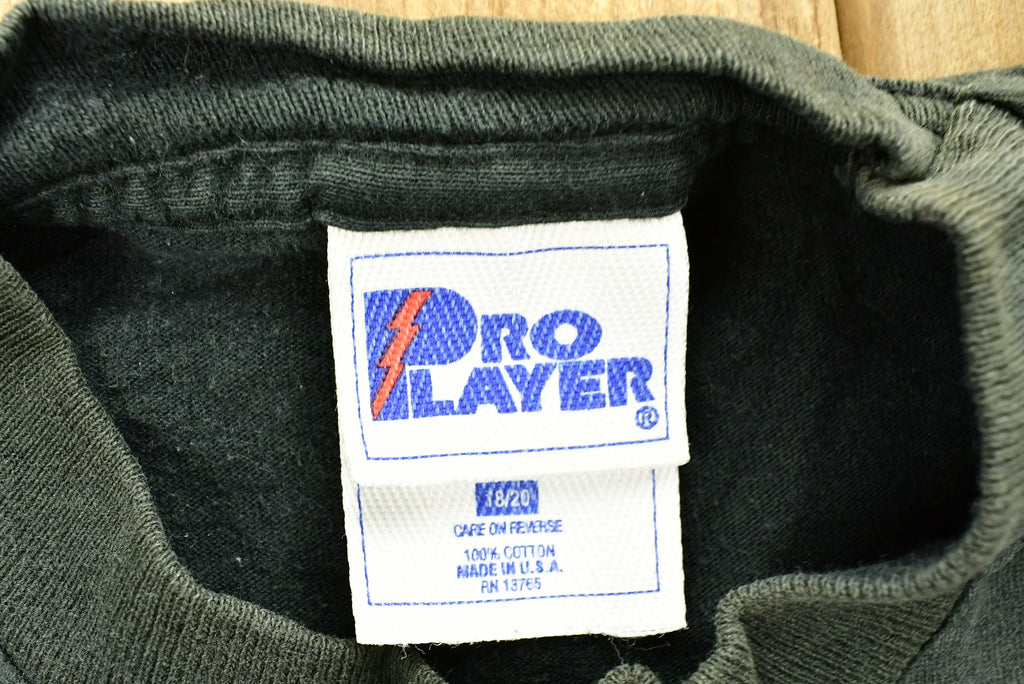 PRO
PLAYER
®
18/20
CARE ON REVERSE
100% COTTON
MADE IN U.S.A.
RN 13765